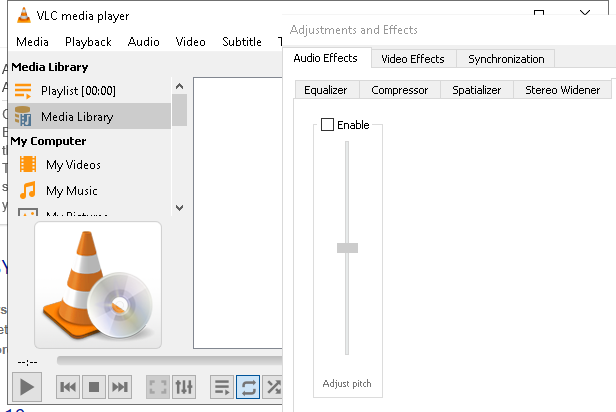 VLC media player
Media Playback Audio Video Subtitle
Media Library
Playlist [00:00]
Media Library
My Computer
My Videos
My Music
My Pictures
--:--
Adjustments and Effects
Audio Effects Video Effects Synchronization
Equalizer Compressor Spatializer Stereo Widener
Enable
Adjust pitch